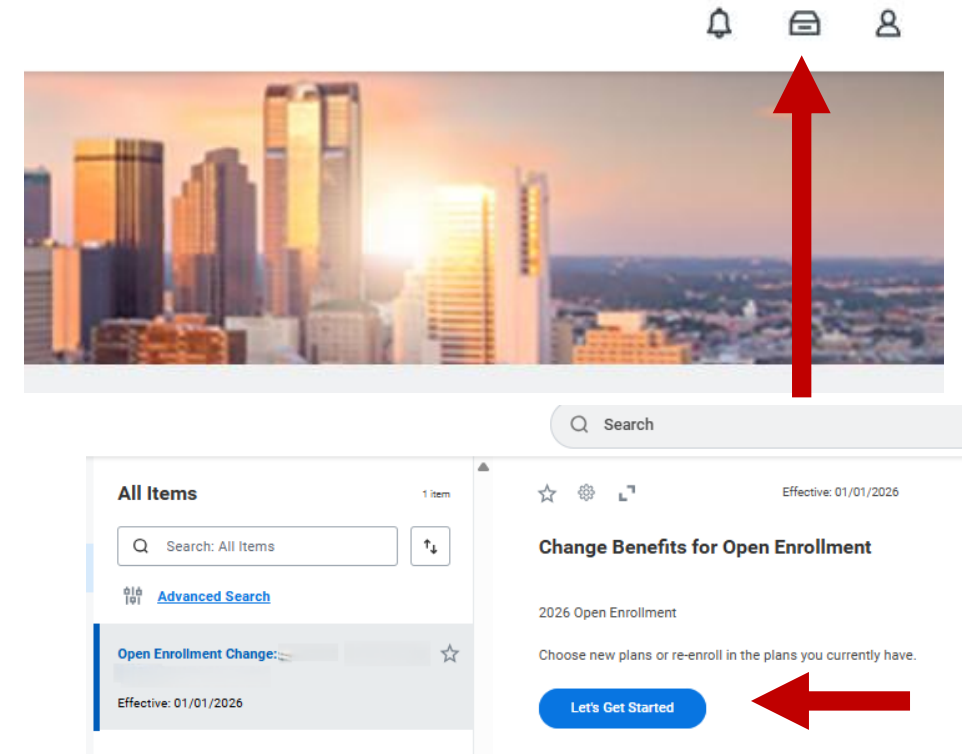 Search
All Items
1 item
Search: All Items
Advanced Search
Open Enrollment Change:
Effective: 01/01/2026
Effective: 01/01/2026
Change Benefits for Open Enrollment
2026 Open Enrollment
Choose new plans or re-enroll in the plans you currently have.
Let's Get Started